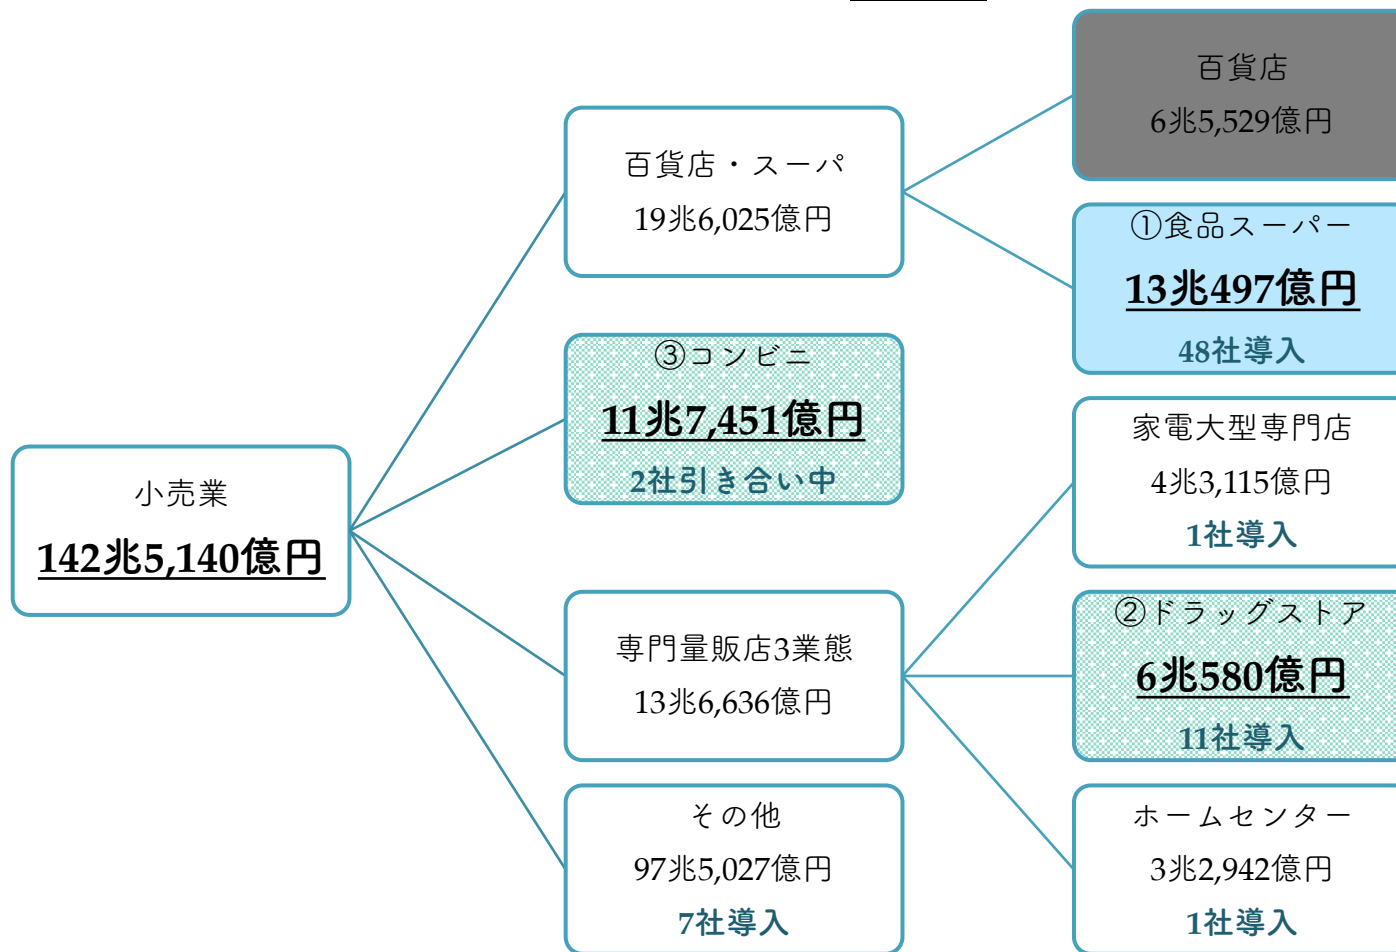 小売業
142兆5,140億円
百貨店・スーパ
19兆6,025億円
③コンビニ
11兆7,451億円
2社引き合い中
専門量販店3業態
13兆6,636億円
その他
97兆5,027億円
7社導入
百貨店
6兆5,529億円
①食品スーパー
13兆497億円
48社導入
家電大型専門店
4兆3,115億円
1社導入
②ドラッグストア
6兆580億円
11社導入
ホームセンター
3兆2,942億円
1社導入